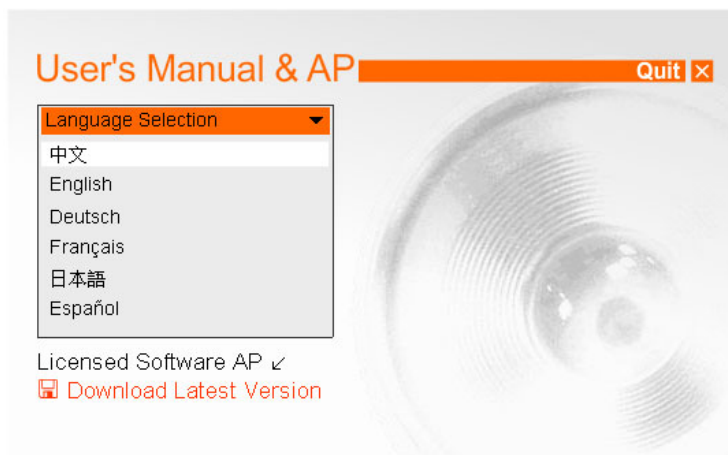 User's Manual & AP
Quit
Language Selection
中文
English
Deutsch
Français
日本語
Español
Licensed Software AP ↙
Download Latest Version